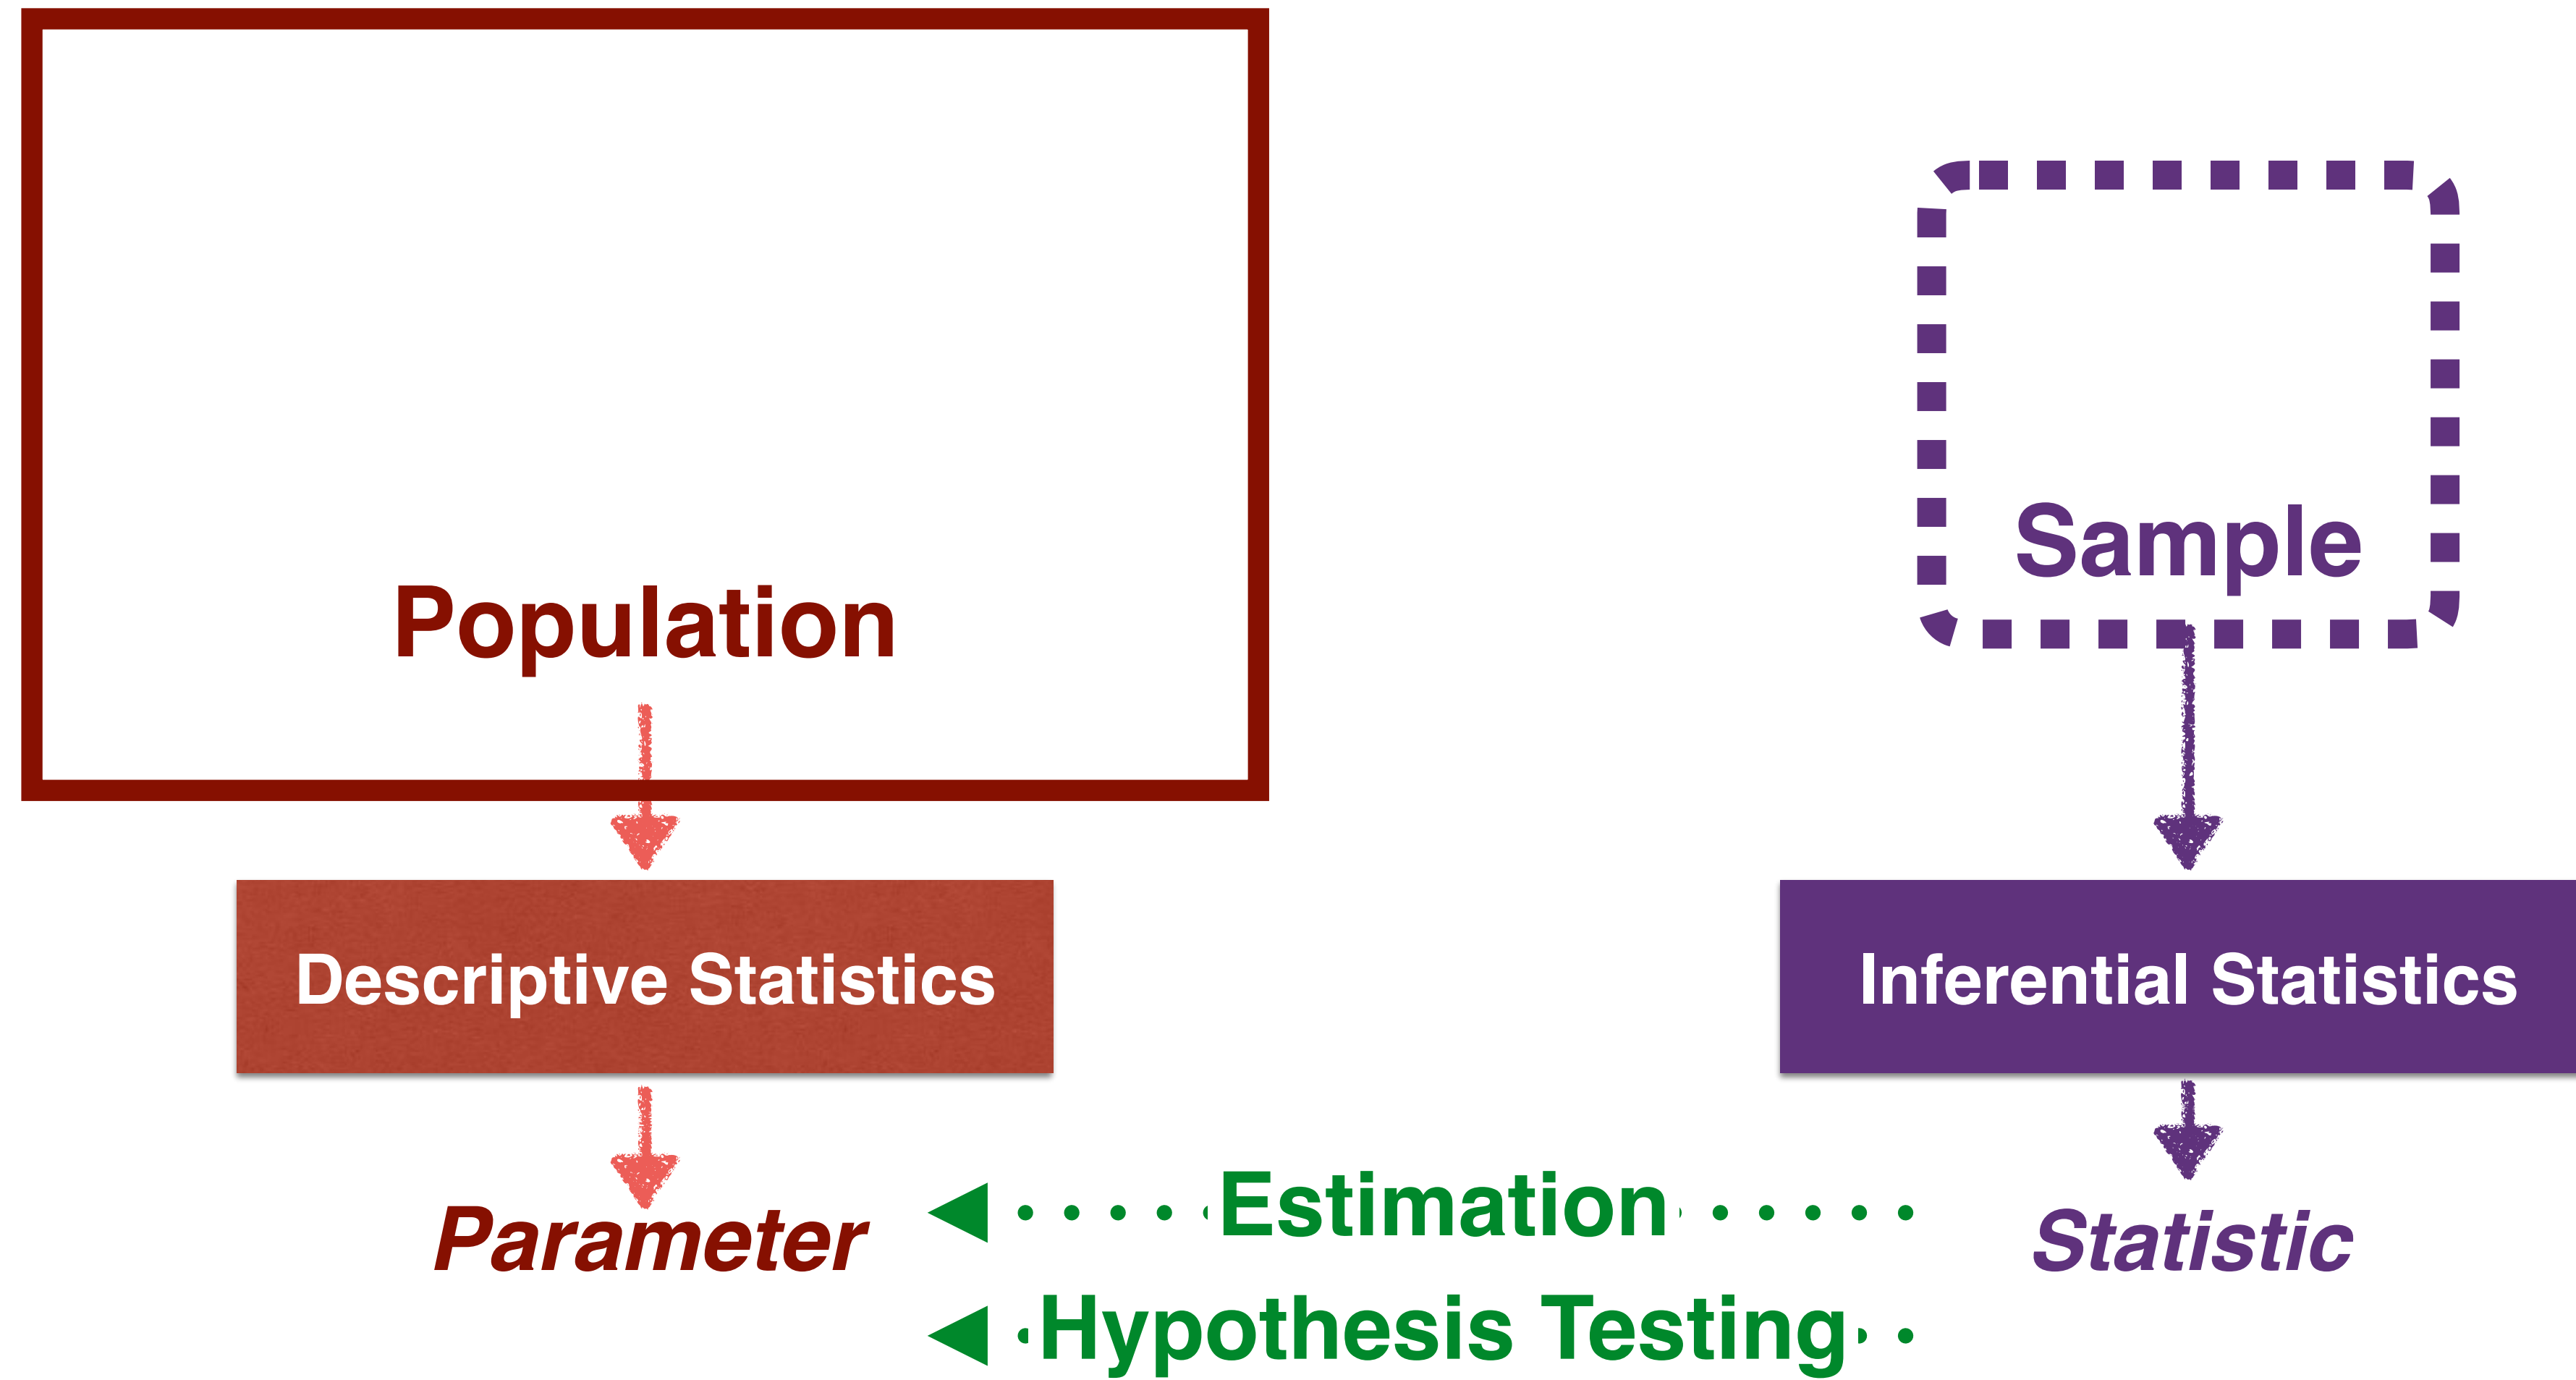 Population
Sample
Descriptive Statistics
Inferential Statistics
Parameter
Estimation
Statistic
Hypothesis Testing